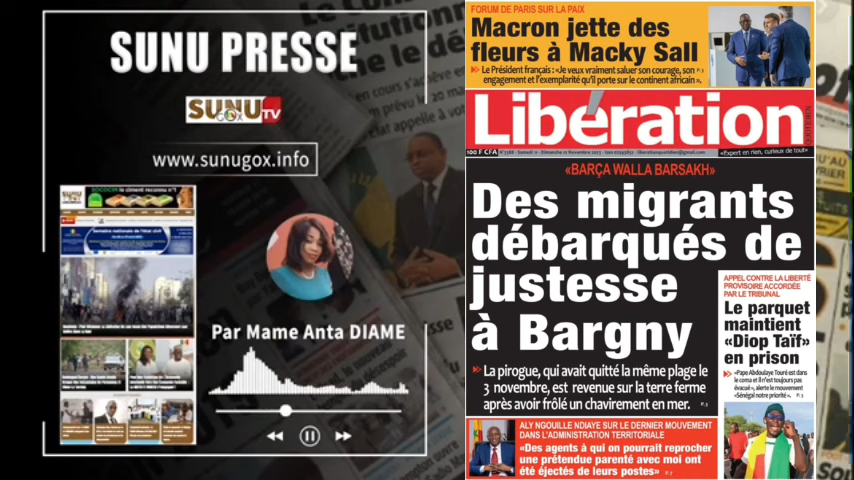 SUNU PRESSE
SUNU
GOX
TV
www.sunugox.info
Par Mame Anta DIAME
FORUM DE PARIS SUR LA PAIX
Macron jette des
fleurs à Macky Sall
Le Président français : «Je veux vraiment saluer son courage, son
engagement et l'exemplarité qu'il porte sur le continent africain».
Libération
100 F CFA
«Expert en rien, curieux de tout»
«BARÇA WALLA BARSAKH»
Des migrants
débarqués de
justesse
à Bargny
La pirogue, qui avait quitté la même plage le
3 novembre, est revenue sur la terre ferme
après avoir frôlé un chavirement en mer.
APPEL CONTRE LA LIBERTÉ
PROVISOIRE ACCORDÉE
PAR LE TRIBUNAL
Le parquet
maintient
«Diop Taïf»
en prison
«Pape Abdoulaye Touré est dans
le coma et il n'est toujours pas
évacué», alerte le mouvement
«Sénégal notre priorité».
ALY NGOUILLE NDIAYE SUR LE DERNIER MOUVEMENT
DANS L'ADMINISTRATION TERRITORIALE
«Des agents à qui on pourrait reprocher
une prétendue parenté avec moi ont
été éjectés de leurs postes»